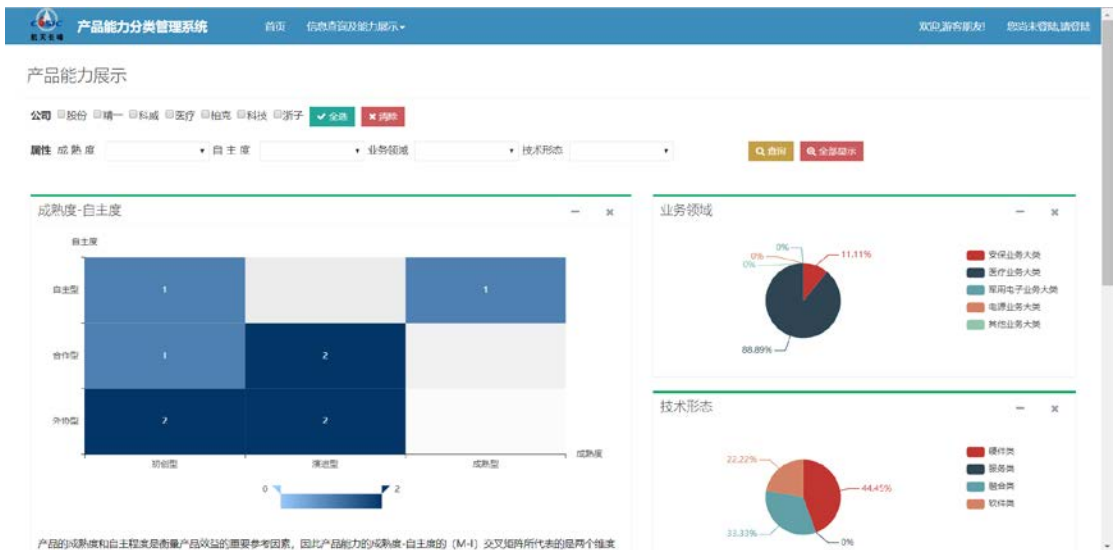 CASIC
航天长峰
产品能力分类管理系统 首页 信息查询及能力展示 欢迎,游客朋友! 您尚未登陆,请登陆
产品能力展示
公司 股份 精一 科威 医疗 柏克 科技 浙子 全选 清除
属性 成 熟 度 自 主 度 业务领域 技术形态 查询 全部显示
成熟度-自主度
自主度
自主型 1 1
合作型 1 2
外协型 2 2
初创型 演进型 成熟型 成熟度
0 2
产品的成熟度和自主程度是衡量产品效益的重要参考因素，因此产品能力的成熟度-自主度的（M-I）交叉矩阵所代表的是两个维度
业务领域
0%
0%
0%
11.11%
88.89%
安保业务大类
医疗业务大类
军用电子业务大类
电源业务大类
其他业务大类
技术形态
22.22%
44.45%
33.33%
0%
硬件类
服务类
融合类
软件类